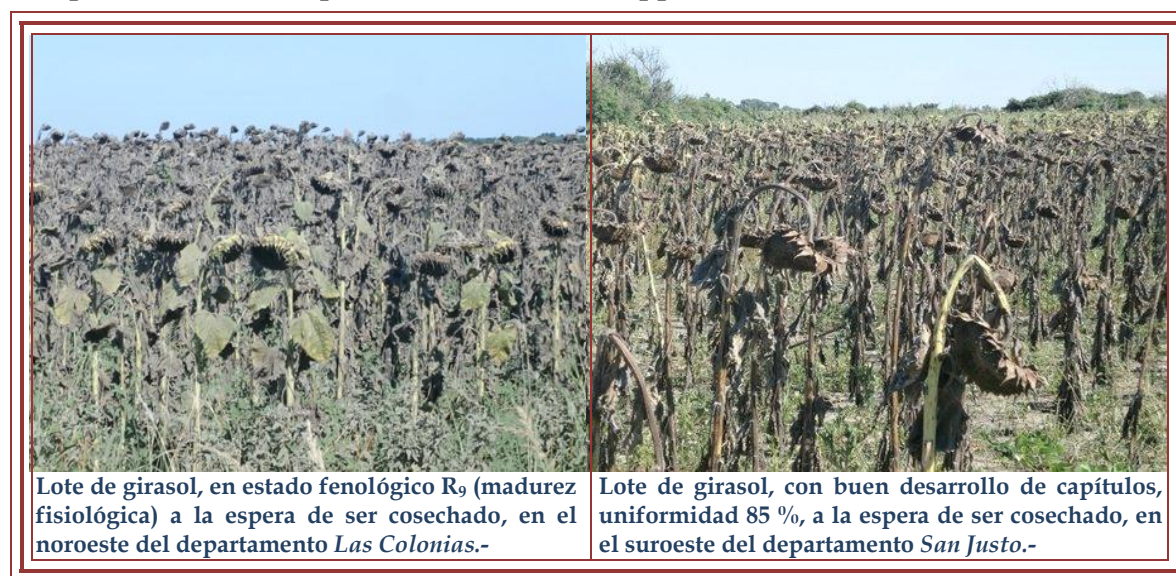 Lote de girasol, en estado fenológico R₉ (madurez
fisiológica) a la espera de ser cosechado, en el
noroeste del departamento Las Colonias.-
Lote de girasol, con buen desarrollo de capítulos,
uniformidad 85 %, a la espera de ser cosechado, en
el suroeste del departamento San Justo.-